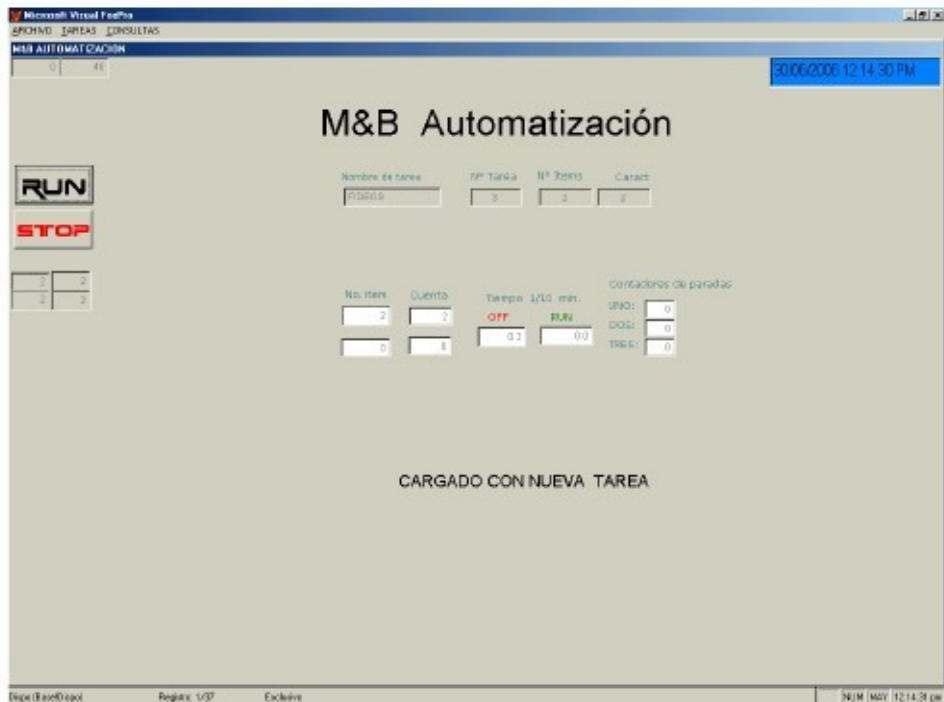 Microsoft Visual FoxPro
ARCHIVO TAREAS CONSULTAS
M&B AUTOMATIZACION
0 46
30/06/2006 12:14:30 PM
M&B Automatización
RUN
STOP
Nombre de tarea Nº Tarea Nº Items Caract
3 2 2
2 2
2 2
No. item Cuenta Tiempo 1/10 min. Contadores de paradas
OFF RUN
2 2 0.3 0.0
0 8
UNO: 0
DOS: 0
TRES: 0
CARGADO CON NUEVA TAREA
Registro: 1/37 Exclusivo NUM MAY 12:14:31 pm